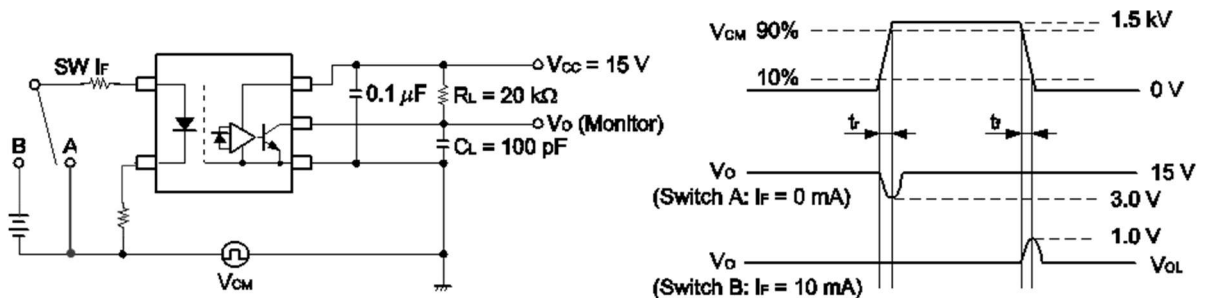 SW IF
B
A
VCM
VCC = 15 V
0.1 μF
RL = 20 kΩ
VO (Monitor)
CL = 100 pF
VCM 90%
10%
1.5 kV
0 V
tr
tf
VO
(Switch A: IF = 0 mA)
15 V
3.0 V
1.0 V
VO
(Switch B: IF = 10 mA)
VOL